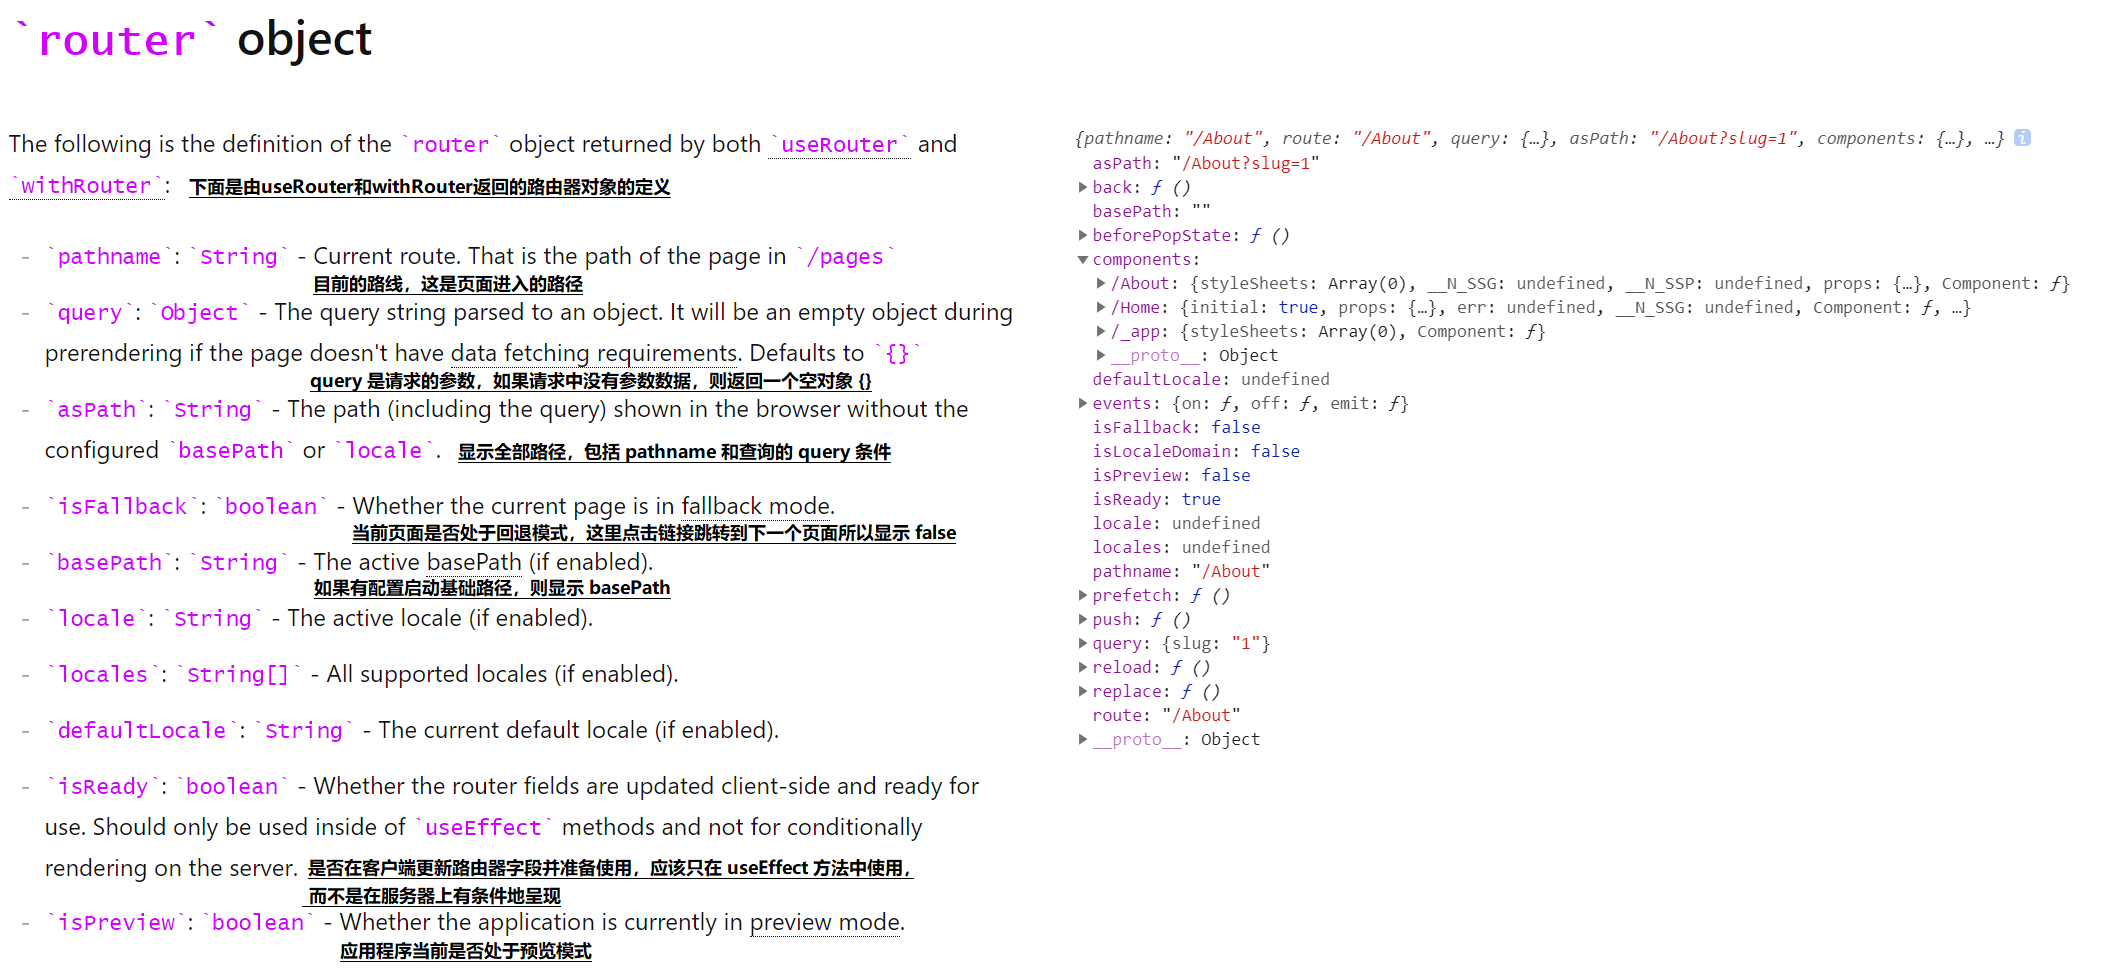 `router` object
The following is the definition of the `router` object returned by both `useRouter` and
`withRouter`: 下面是由useRouter和withRouter返回的路由器对象的定义
- `pathname`: `String` - Current route. That is the path of the page in `/pages`
目前的路线，这是页面进入的路径
- `query`: `Object` - The query string parsed to an object. It will be an empty object during
prerendering if the page doesn't have data fetching requirements. Defaults to `{}`
query 是请求的参数，如果请求中没有参数数据，则返回一个空对象 {}
- `asPath`: `String` - The path (including the query) shown in the browser without the
configured `basePath` or `locale`. 显示全部路径，包括 pathname 和查询的 query 条件
- `isFallback`: `boolean` - Whether the current page is in fallback mode.
当前页面是否处于回退模式，这里点击链接跳转到下一个页面所以显示 false
- `basePath`: `String` - The active basePath (if enabled).
如果有配置启动基础路径，则显示 basePath
- `locale`: `String` - The active locale (if enabled).
- `locales`: `String[]` - All supported locales (if enabled).
- `defaultLocale`: `String` - The current default locale (if enabled).
- `isReady`: `boolean` - Whether the router fields are updated client-side and ready for
use. Should only be used inside of `useEffect` methods and not for conditionally
rendering on the server. 是否在客户端更新路由器字段并准备使用，应该只在 useEffect 方法中使用，
而不是在服务器上有条件地呈现
- `isPreview`: `boolean` - Whether the application is currently in preview mode.
应用程序当前是否处于预览模式
{pathname: "/About", route: "/About", query: {…}, asPath: "/About?slug=1", components: {…}, …} i
asPath: "/About?slug=1"
▶back: ƒ ()
basePath: ""
▶beforePopState: ƒ ()
▼components:
▶/About: {styleSheets: Array(0), __N_SSG: undefined, __N_SSP: undefined, props: {…}, Component: ƒ}
▶/Home: {initial: true, props: {…}, err: undefined, __N_SSG: undefined, Component: ƒ, …}
▶/_app: {styleSheets: Array(0), Component: ƒ}
▶__proto__: Object
defaultLocale: undefined
▶events: {on: ƒ, off: ƒ, emit: ƒ}
isFallback: false
isLocaleDomain: false
isPreview: false
isReady: true
locale: undefined
locales: undefined
pathname: "/About"
▶prefetch: ƒ ()
▶push: ƒ ()
▶query: {slug: "1"}
▶reload: ƒ ()
▶replace: ƒ ()
route: "/About"
▶__proto__: Object